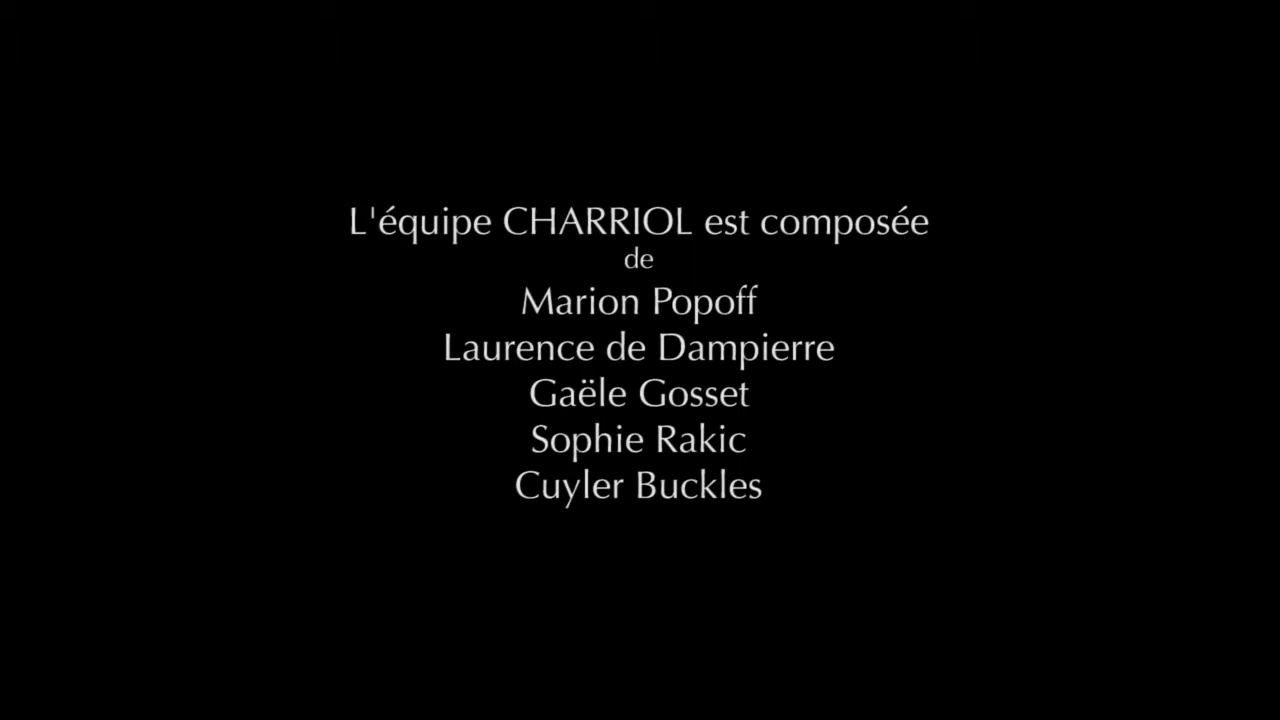 L'équipe CHARRIOL est composée
de
Marion Popoff
Laurence de Dampierre
Gaële Gosset
Sophie Rakic
Cuyler Buckles